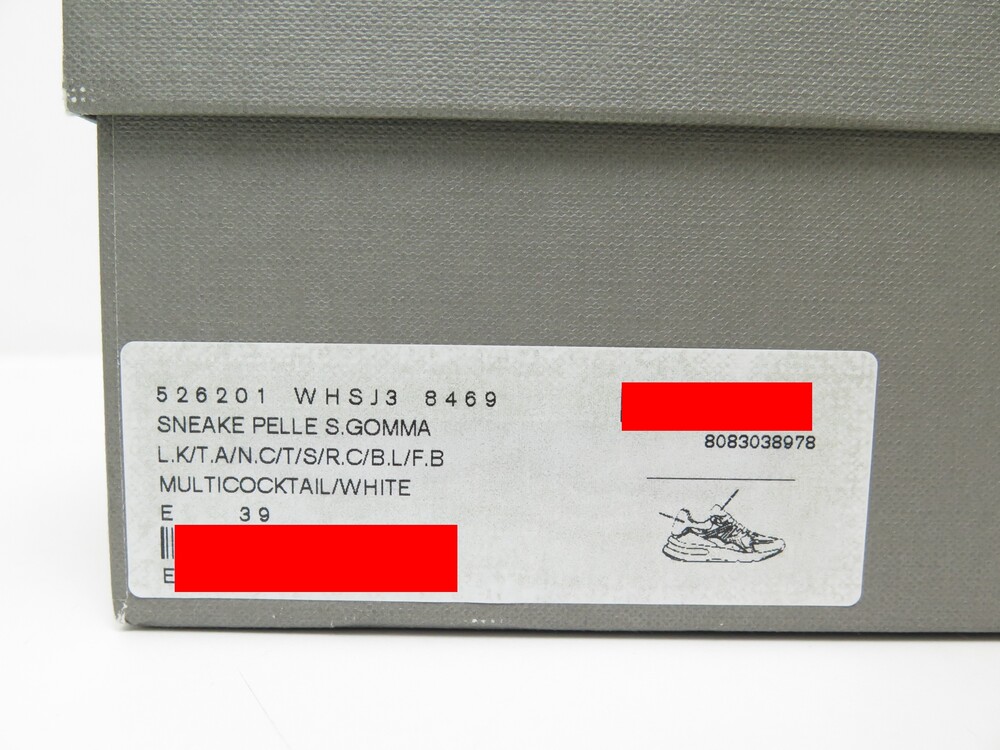 526201 WHSJ3 8469
SNEAKE PELLE S.GOMMA
L.K/T.A/N.C/T/S/R.C/B.L/F.B
MULTICOCKTAIL/WHITE
E 39
E
8083038978